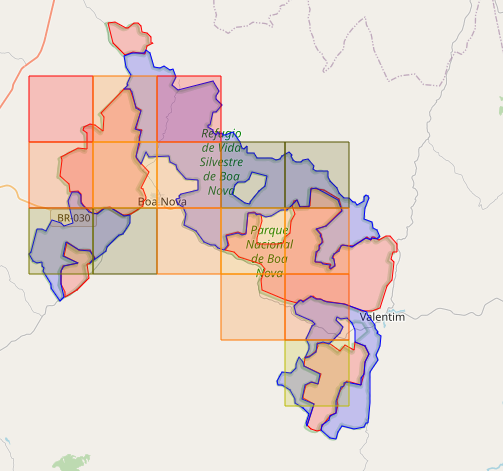 Refúgio
de Vida
Silvestre
de Boa
Nova
Boa Nova
BR-030
Parque
Nacional
de Boa
Nova
Valentim